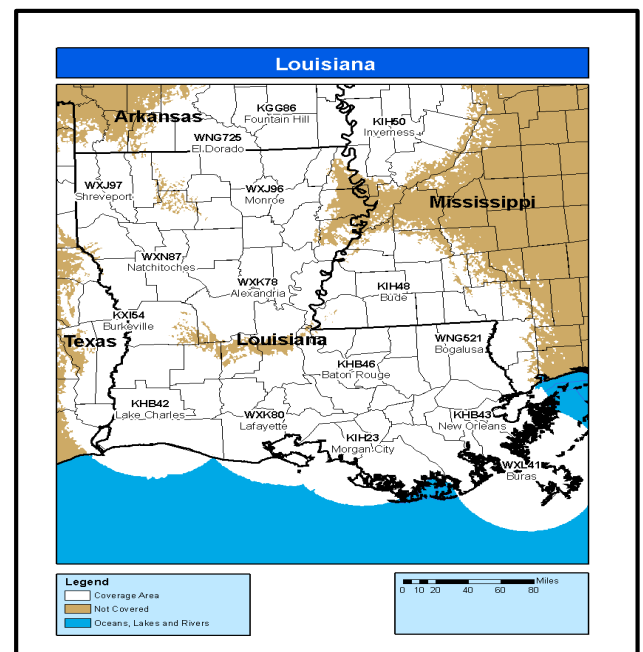 Louisiana
KGG86
Fountain Hill
Arkansas
KIH50
Inverness
WNG725
El.Dorado
WXJ97
Shreveport
WXJ96
Monroe
Mississippi
WXN87
Natchitoches
WXK78
Alexandria
KIH48
Bude
KXI54
Burkeville
Texas
Louisiana
WNG521
Bogalusa
KHB46
Baton Rouge
KHB42
Lake Charles
WXK80
Lafayette
KHB43
New Orleans
KIH23
Morgan City
WXL41
Buras
Legend
Coverage Area
Not Covered
Oceans, Lakes and Rivers
Miles
0 10 20 40 60 80